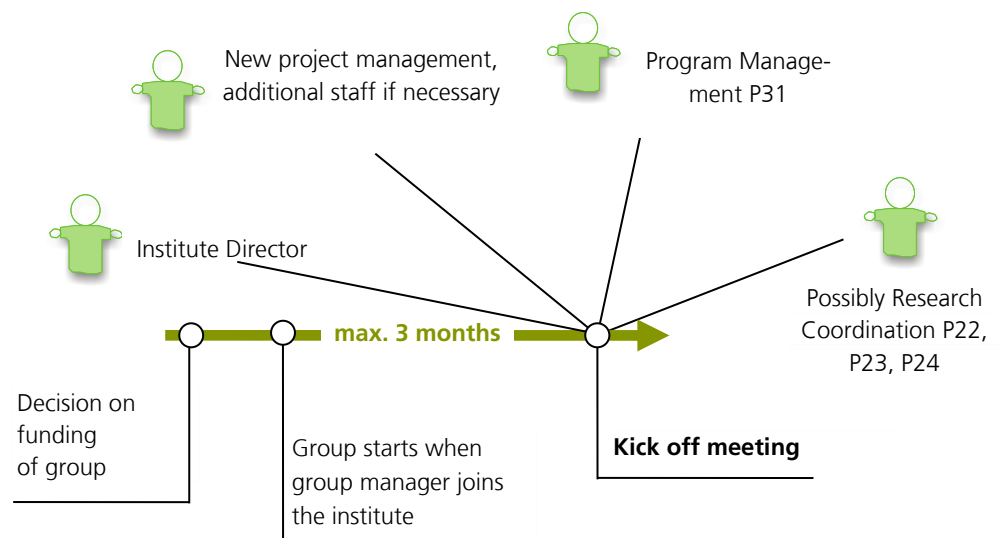 New project management,
additional staff if necessary
Program Manage-
ment P31
Institute Director
Possibly Research
Coordination P22,
P23, P24
max. 3 months
Decision on
funding
of group
Group starts when
group manager joins
the institute
Kick off meeting